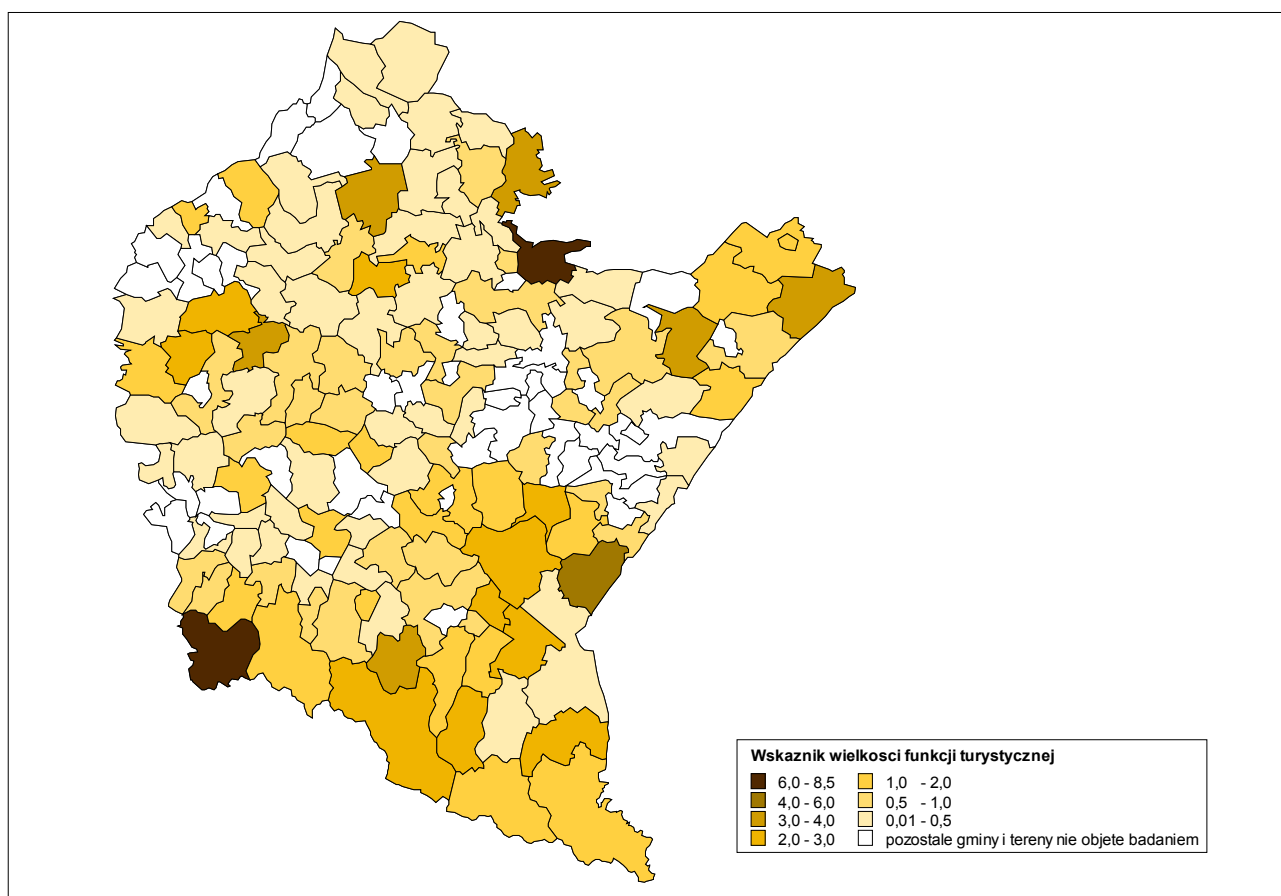 Wskaznik wielkosci funkcji turystycznej
6,0 - 8,5
4,0 - 6,0
3,0 - 4,0
2,0 - 3,0
1,0 - 2,0
0,5 - 1,0
0,01 - 0,5
pozostale gminy i tereny nie objete badaniem